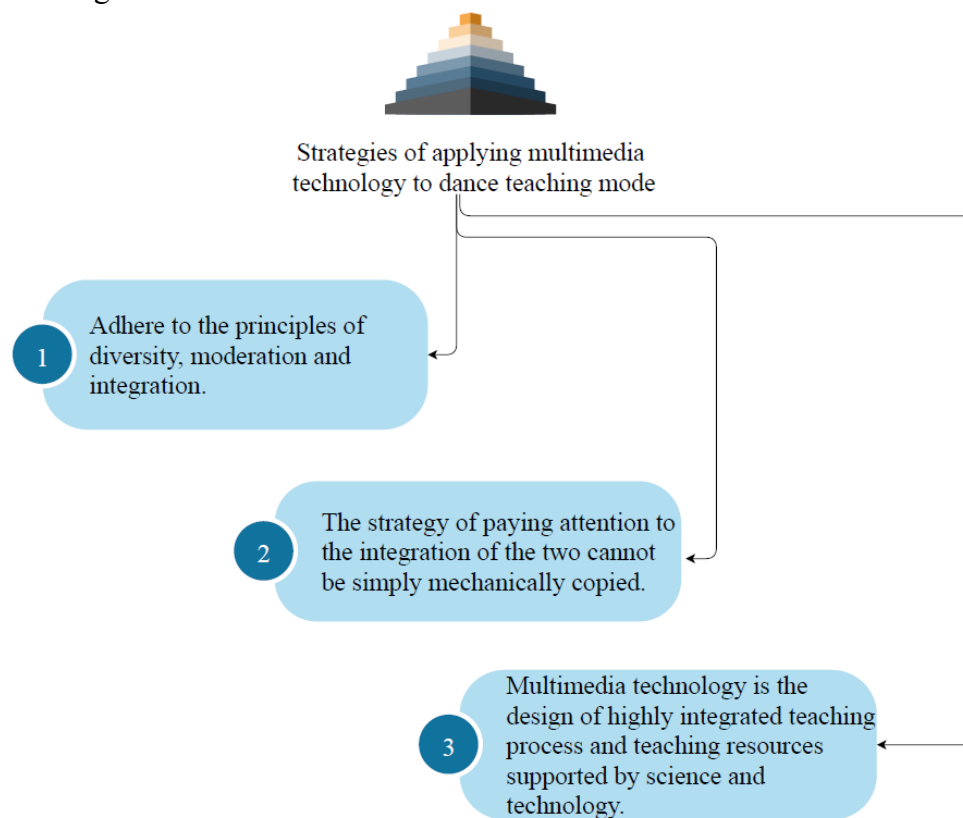 Strategies of applying multimedia
technology to dance teaching mode
1
Adhere to the principles of
diversity, moderation and
integration.
2
The strategy of paying attention to
the integration of the two cannot
be simply mechanically copied.
3
Multimedia technology is the
design of highly integrated teaching
process and teaching resources
supported by science and
technology.